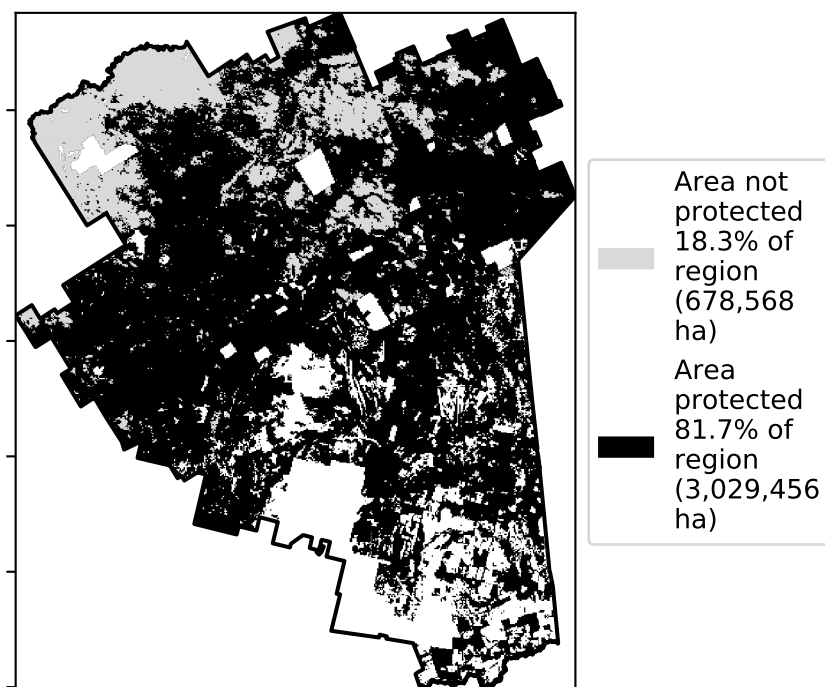 Area not
protected
18.3% of
region
(678,568
ha)
Area
protected
81.7% of
region
(3,029,456
ha)